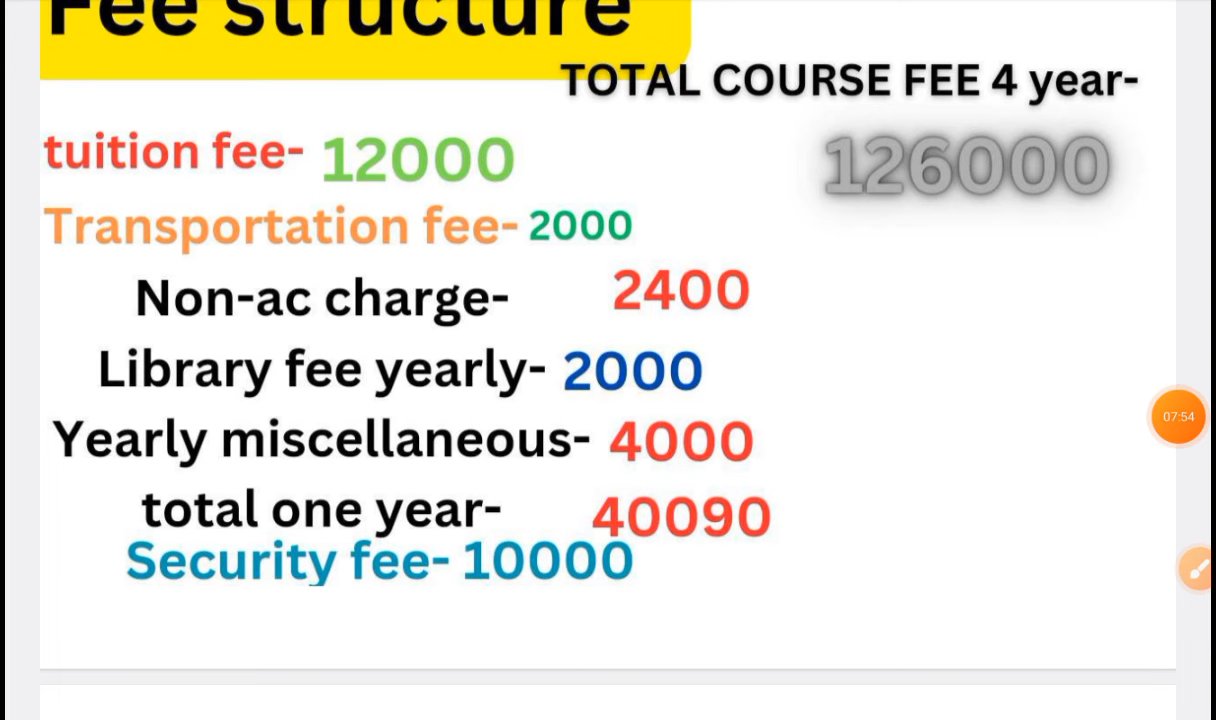 Fee structure
TOTAL COURSE FEE 4 year-
126000
tuition fee- 12000
Transportation fee- 2000
Non-ac charge- 2400
Library fee yearly- 2000
Yearly miscellaneous- 4000
total one year- 40090
Security fee- 10000
07:54